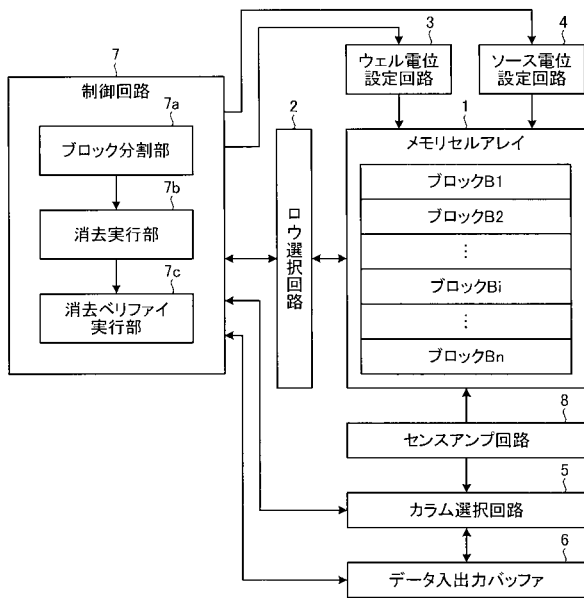 3
4
ウェル電位
設定回路
ソース電位
設定回路
7
制御回路
7a
ブロック分割部
7b
消去実行部
7c
消去ベリファイ
実行部
2
ロウ選択回路
1
メモリセルアレイ
ブロックB1
ブロックB2
⋮
ブロックBi
⋮
ブロックBn
8
センスアンプ回路
5
カラム選択回路
6
データ入出力バッファ